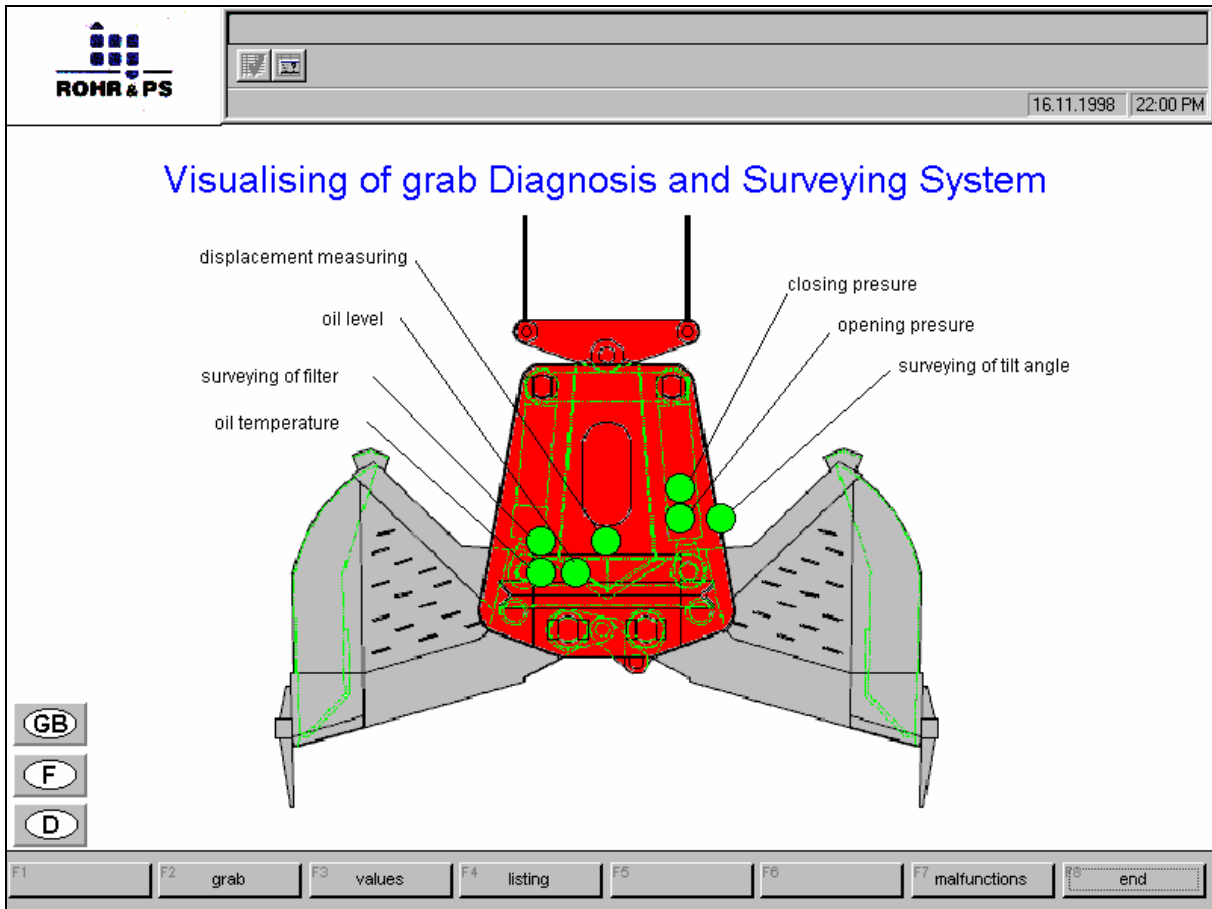 ROHR & PS
16.11.1998 22:00 PM
Visualising of grab Diagnosis and Surveying System
displacement measuring
closing presure
oil level
opening presure
surveying of filter
surveying of tilt angle
oil temperature
GB
F
D
F1 F2 grab F3 values F4 listing F5 F6 F7 malfunctions F8 end